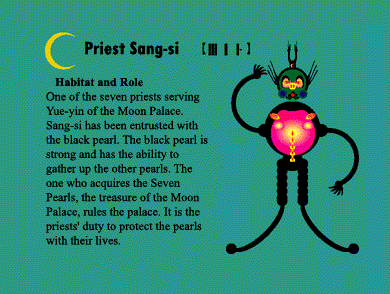 Priest Sang-si
Habitat and Role
One of the seven priests serving
Yue-yin of the Moon Palace.
Sang-si has been entrusted with
the black pearl. The black pearl is
strong and has the ability to
gather up the other pearls. The
one who acquires the Seven
Pearls, the treasure of the Moon
Palace, rules the palace. It is the
priests' duty to protect the pearls
with their lives.